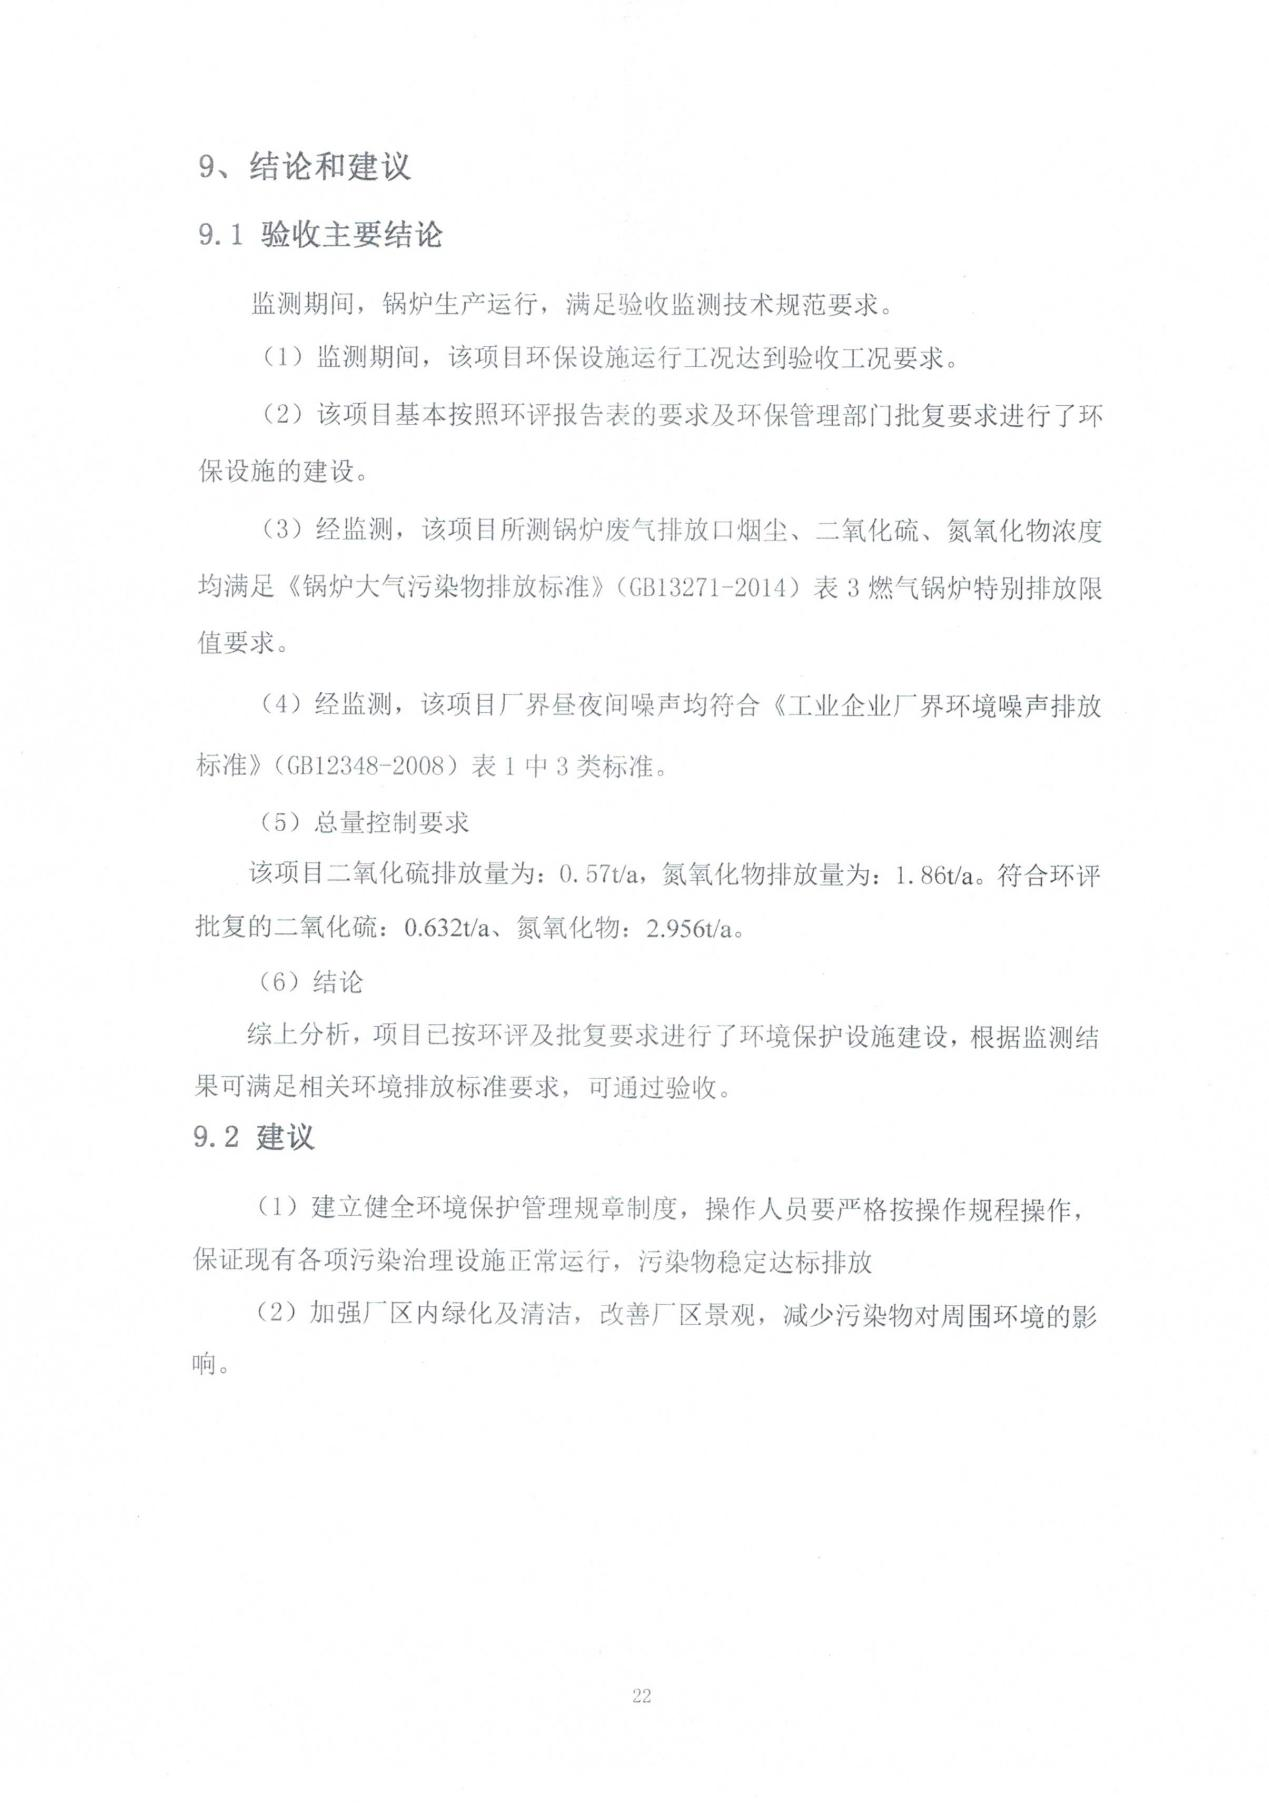 9、结论和建议
9.1 验收主要结论
监测期间，锅炉生产运行，满足验收监测技术规范要求。
（1）监测期间，该项目环保设施运行工况达到验收工况要求。
（2）该项目基本按照环评报告表的要求及环保管理部门批复要求进行了环
保设施的建设。
（3）经监测，该项目所测锅炉废气排放口烟尘、二氧化硫、氮氧化物浓度
均满足《锅炉大气污染物排放标准》（GB13271-2014）表 3 燃气锅炉特别排放限
值要求。
（4）经监测，该项目厂界昼夜间噪声均符合《工业企业厂界环境噪声排放
标准》（GB12348-2008）表 1 中 3 类标准。
（5）总量控制要求
该项目二氧化硫排放量为：0.57t/a，氮氧化物排放量为：1.86t/a。符合环评
批复的二氧化硫：0.632t/a、氮氧化物：2.956t/a。
（6）结论
综上分析，项目已按环评及批复要求进行了环境保护设施建设，根据监测结
果可满足相关环境排放标准要求，可通过验收。
9.2 建议
（1）建立健全环境保护管理规章制度，操作人员要严格按操作规程操作，
保证现有各项污染治理设施正常运行，污染物稳定达标排放
（2）加强厂区内绿化及清洁，改善厂区景观，减少污染物对周围环境的影
响。
22